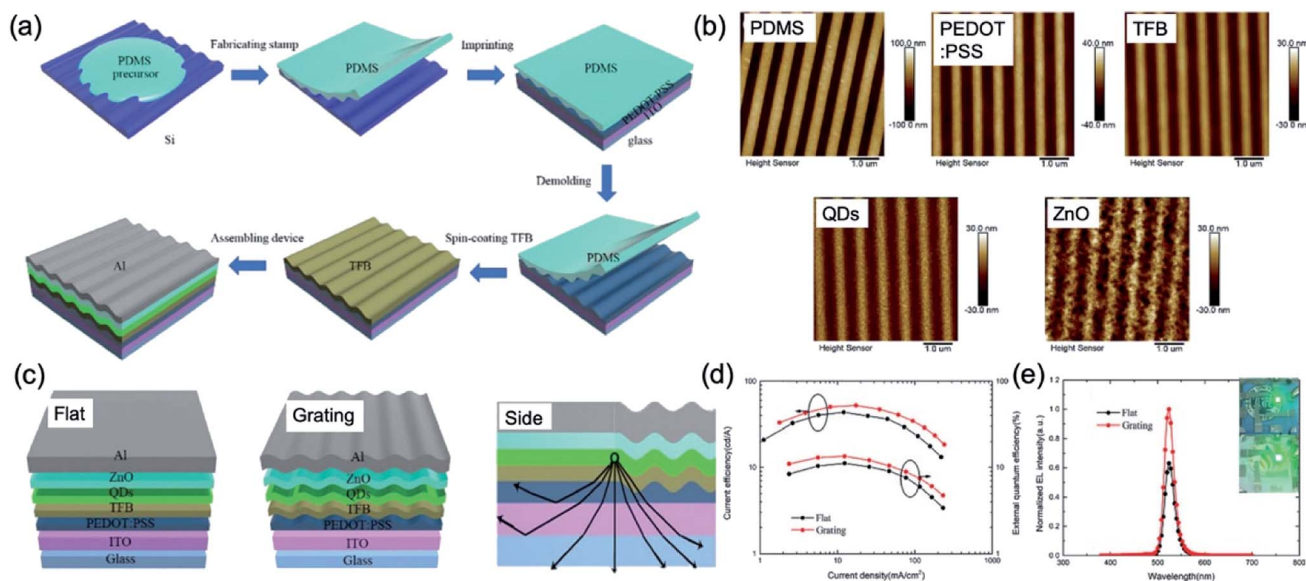 (a)
PDMS
precursor
Si
Fabricating stamp
PDMS
Imprinting
PDMS
PEDOT:PSS
ITO
glass
Demolding
PDMS
Spin-coating TFB
TFB
Assembling device
Al
(b)
PDMS
100.0 nm
-100.0 nm
Height Sensor
1.0 um
PEDOT
:PSS
40.0 nm
-40.0 nm
Height Sensor
1.0 um
TFB
30.0 nm
-30.0 nm
Height Sensor
1.0 um
QDs
30.0 nm
-30.0 nm
Height Sensor
1.0 um
ZnO
30.0 nm
-30.0 nm
Height Sensor
1.0 um
(c)
Flat
Al
ZnO
QDs
TFB
PEDOT:PSS
ITO
Glass
Grating
Al
ZnO
QDs
TFB
PEDOT:PSS
ITO
Glass
Side
(d)
Current efficiency(cd/A)
100
10
1
External quantum efficiency(%)
100
10
1
Flat
Grating
1 10 100 1000
Current density(mA/cm²)
(e)
Normalized EL intensity(a.u.)
1.2
1.0
0.8
0.6
0.4
0.2
0.0
Flat
Grating
300 400 500 600 700 800
Wavelength(nm)